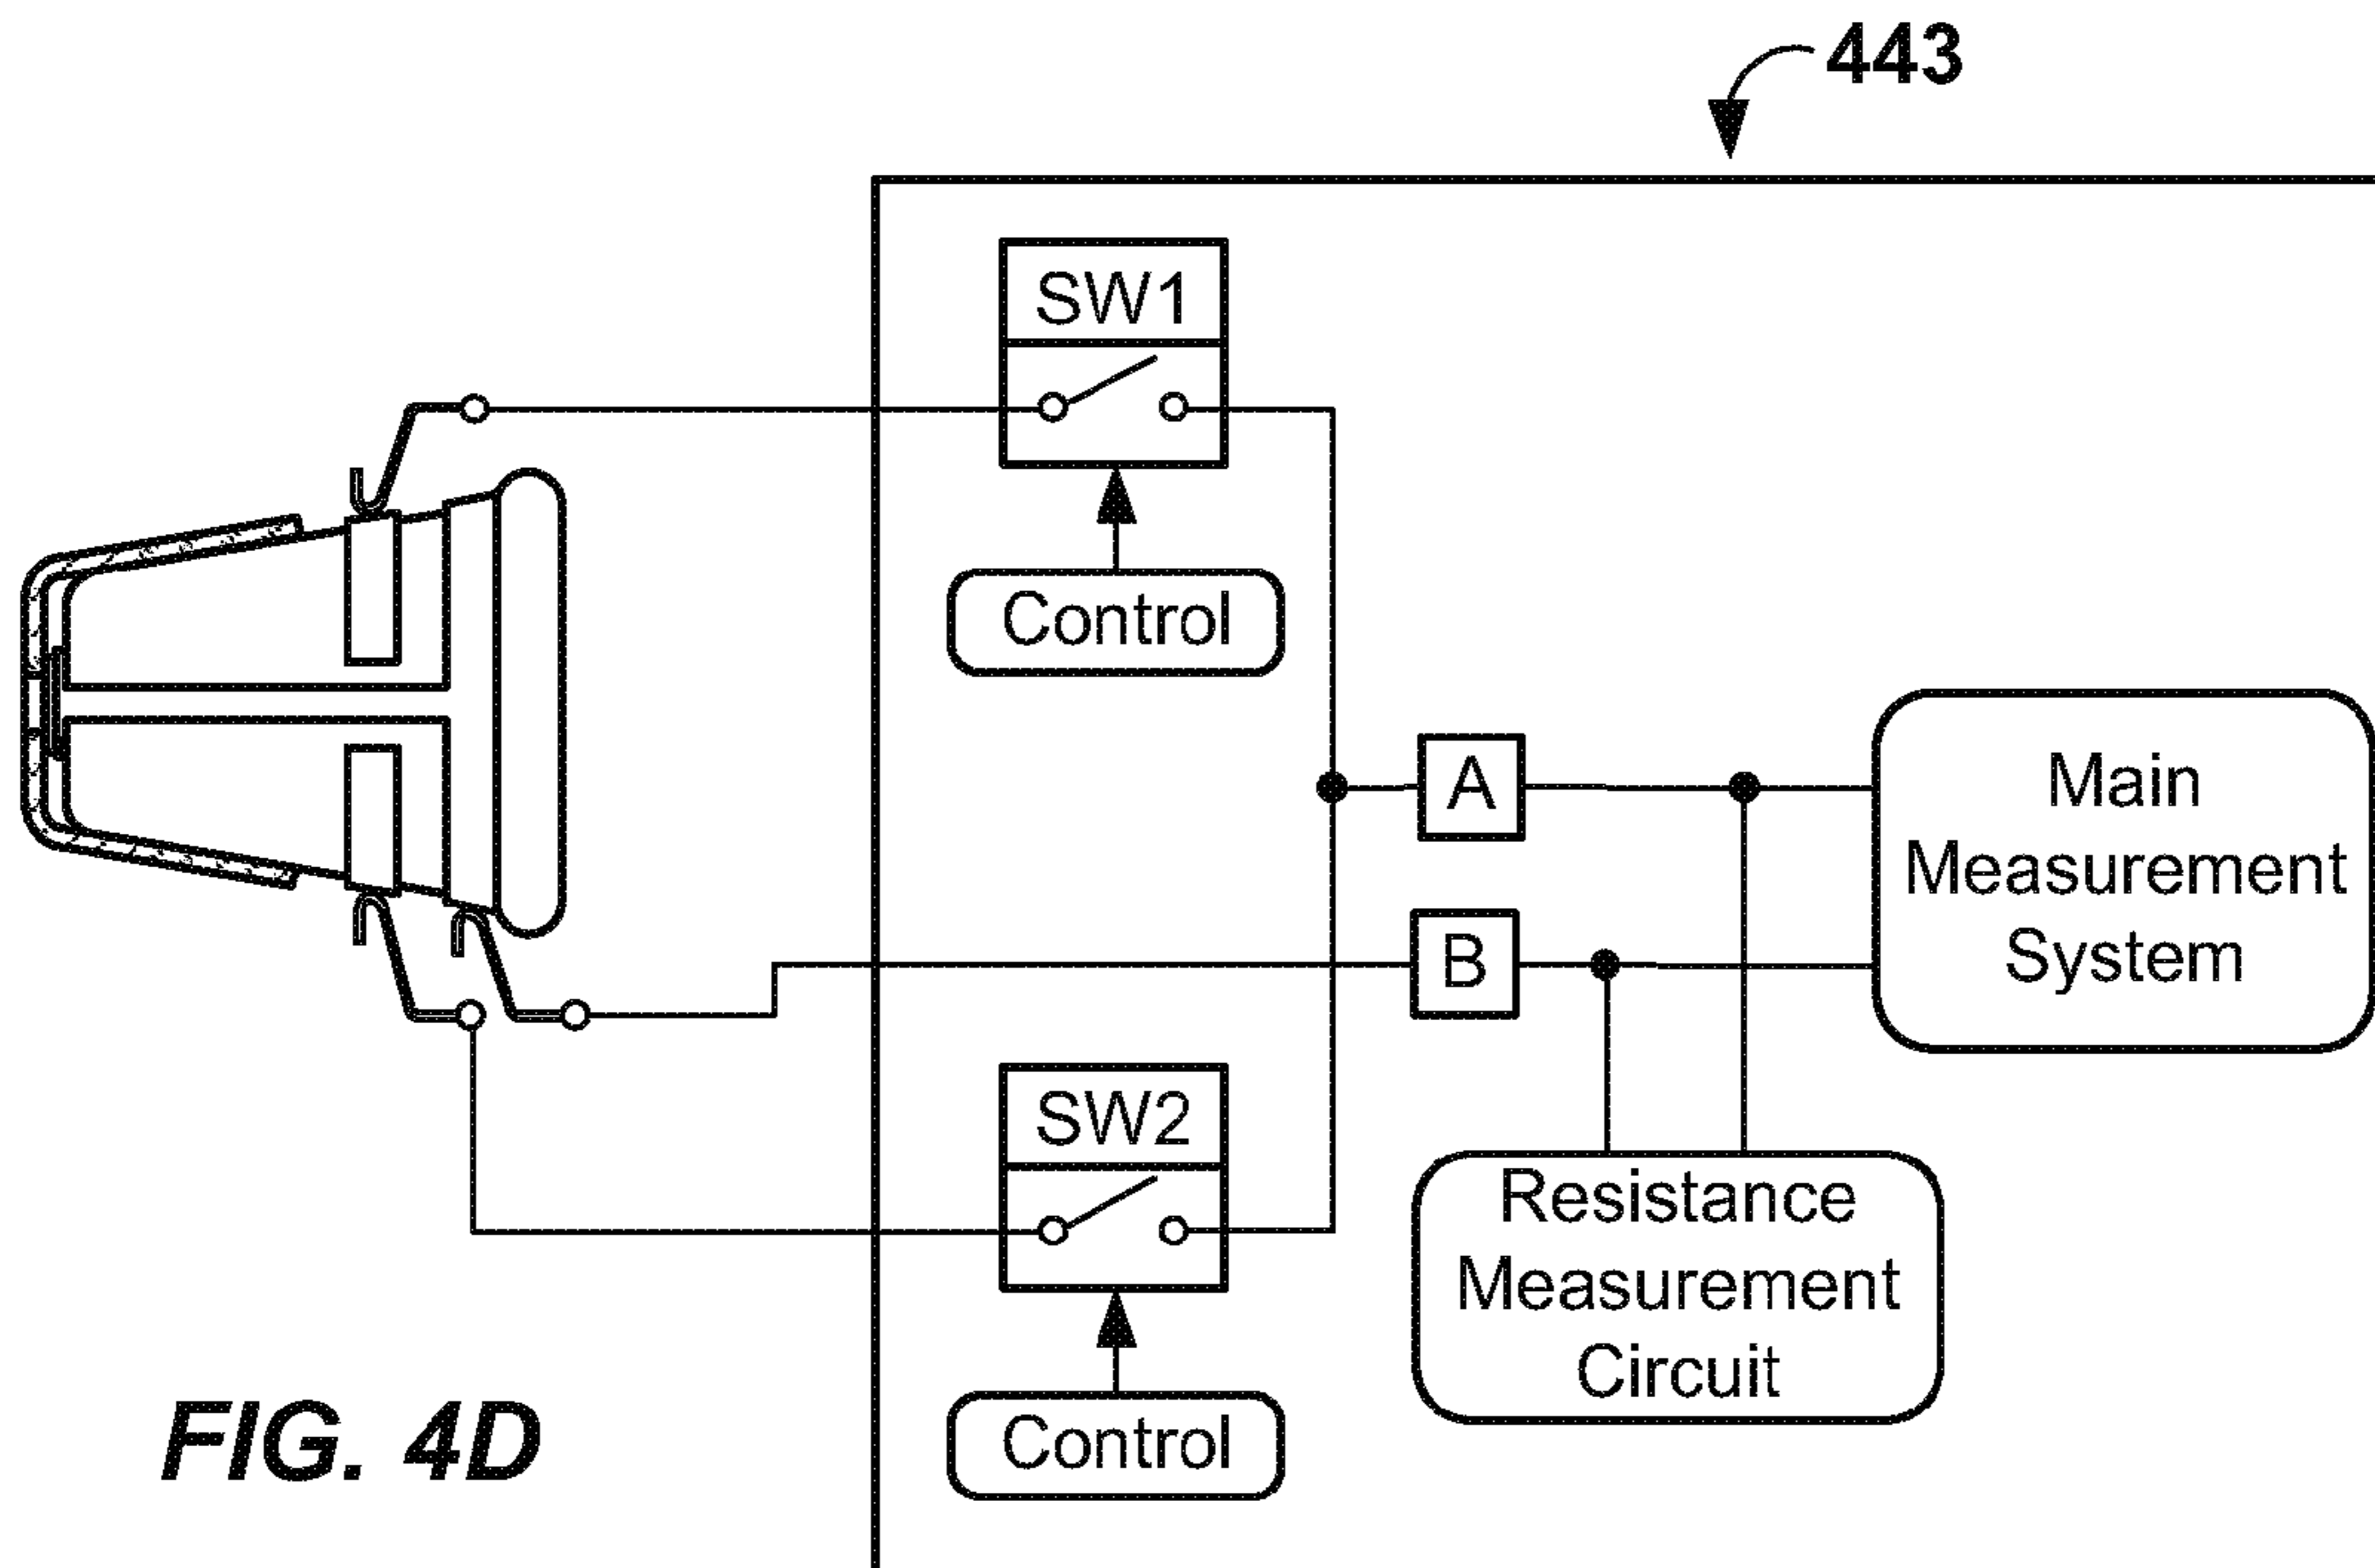 443
SW1
Control
A
Main
Measurement
System
B
SW2
Resistance
Measurement
Circuit
Control
FIG. 4D